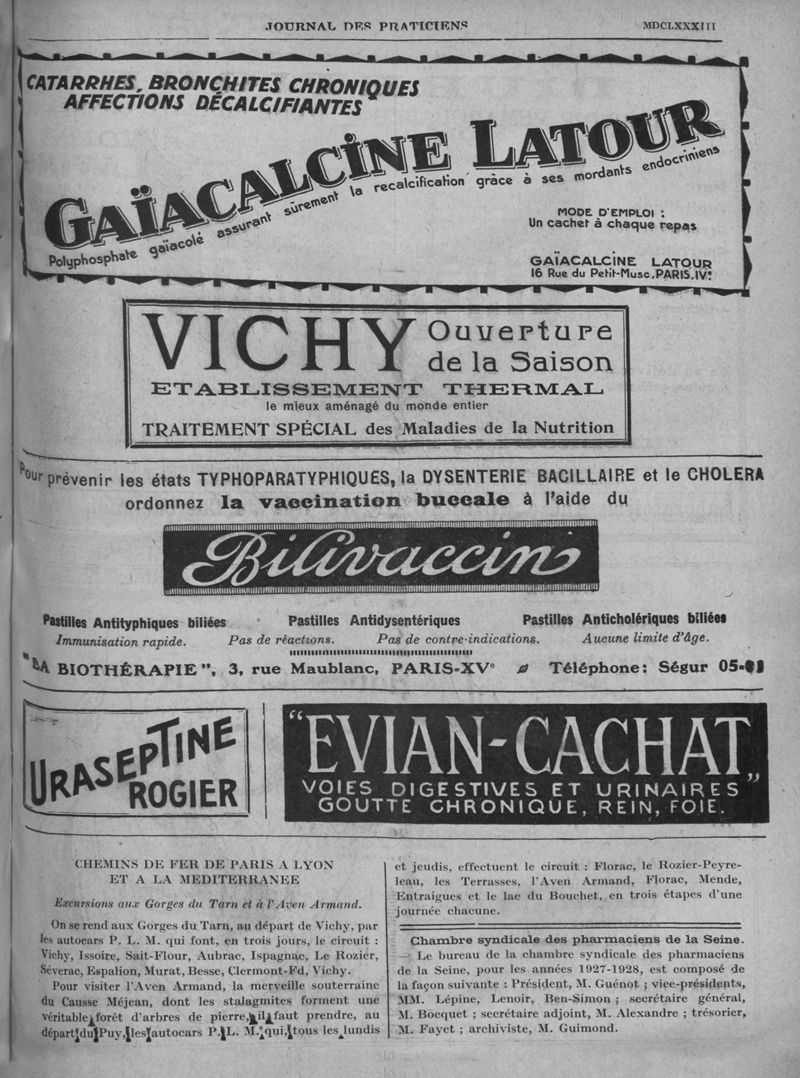 JOURNAL DES PRATICIENS MDCLXXXIII
CATARRHES, BRONCHITES CHRONIQUES
AFFECTIONS DÉCALCIFIANTES
GAÏACALCINE LATOUR
Polyphosphate gaïacolé assurant sûrement la recalcification grâce à ses mordants endocriniens
MODE D'EMPLOI :
Un cachet à chaque repas
GAÏACALCINE LATOUR
16 Rue du Petit-Musc. PARIS. IVe
VICHY Ouverture
de la Saison
ETABLISSEMENT THERMAL
le mieux aménagé du monde entier
TRAITEMENT SPÉCIAL des Maladies de la Nutrition
Pour prévenir les états TYPHOPARATYPHIQUES, la DYSENTERIE BACILLAIRE et le CHOLERA
ordonnez la vaccination buccale à l'aide du
Bilivaccin
Pastilles Antityphiques biliées Pastilles Antidysentériques Pastilles Anticholériques biliées
Immunisation rapide. Pas de réactions. Pas de contre-indications. Aucune limite d'âge.
"LA BIOTHÉRAPIE", 3, rue Maublanc, PARIS-XVe Téléphone: Ségur
URASEPTINE
ROGIER
"EVIAN-CACHAT"
VOIES DIGESTIVES ET URINAIRES
GOUTTE CHRONIQUE, REIN, FOIE.
CHEMINS DE FER DE PARIS A LYON
ET A LA MEDITERRANEE
Excursions aux Gorges du Tarn et à l'Aven Armand.
On se rend aux Gorges du Tarn, au départ de Vichy, par
les autocars P. L. M. qui font, en trois jours, le circuit :
Vichy, Issoire, Sait-Flour, Aubrac, Ispagnac, Le Rozier,
Séverac, Espalion, Murat, Besse, Clermont-Fd, Vichy.
Pour visiter l'Aven Armand, la merveille souterraine
du Causse Méjean, dont les stalagmites forment une
véritable forêt d'arbres de pierre, il faut prendre, au
départ du Puy, les autocars P. L. M. qui, tous les lundis
et jeudis, effectuent le circuit : Florac, le Rozier-Peyre-
leau, les Terrasses, l'Aven Armand, Florac, Mende,
Entraigues et le lac du Bouchet, en trois étapes d'une
journée chacune.
Chambre syndicale des pharmaciens de la Seine.
— Le bureau de la chambre syndicale des pharmaciens
de la Seine, pour les années 1927-1928, est composé de
la façon suivante : Président, M. Guénot ; vice-présidents,
MM. Lépine, Lenoir, Ben-Simon ; secrétaire général,
M. Bocquet ; secrétaire adjoint, M. Alexandre ; trésorier,
M. Fayet ; archiviste, M. Guimond.